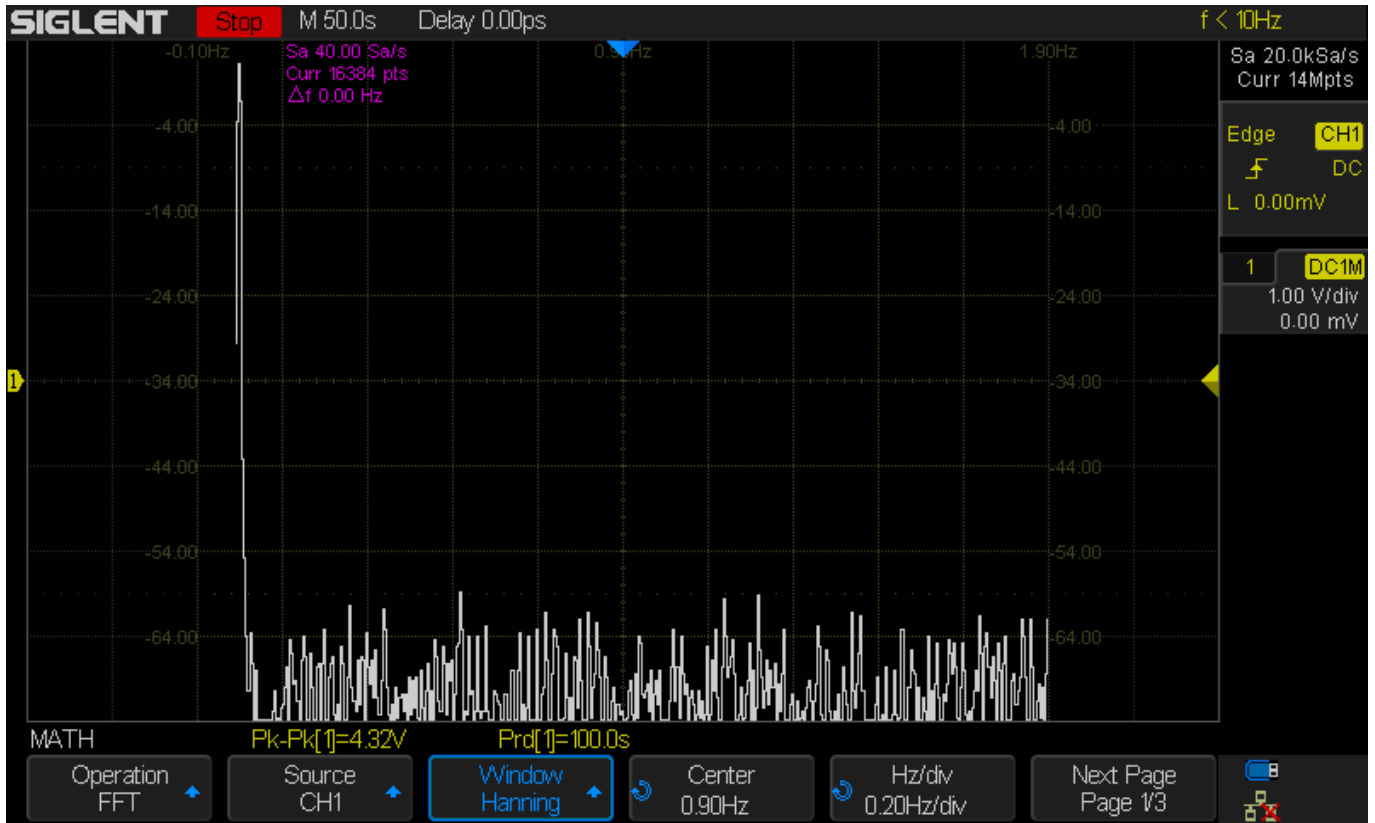 SIGLENT Stop M 50.0s Delay 0.00ps f < 10Hz
-0.10Hz Sa 40.00 Sa/s 1.90Hz
Curr 16384 pts
Δf 0.00 Hz
Sa 20.0kSa/s
Curr 14Mpts
-4.00 -4.00
Edge CH1
DC
L 0.00mV
-14.00 -14.00
1 DC1M
1.00 V/div
0.00 mV
-24.00 -24.00
1 -34.00 -34.00
-44.00 -44.00
-54.00 -54.00
-64.00 -64.00
MATH Pk-Pk[1]=4.32V Prd[1]=100.0s
Operation Source Window Center Hz/div Next Page
FFT CH1 Hanning 0.90Hz 0.20Hz/div Page 1/3